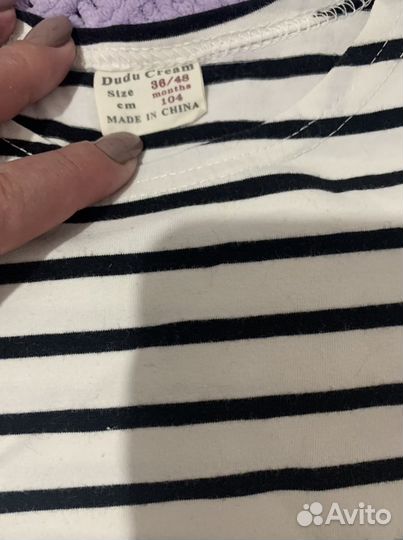 Dudu Cream
Size 36/48 months
cm 104
MADE IN CHINA
Avito